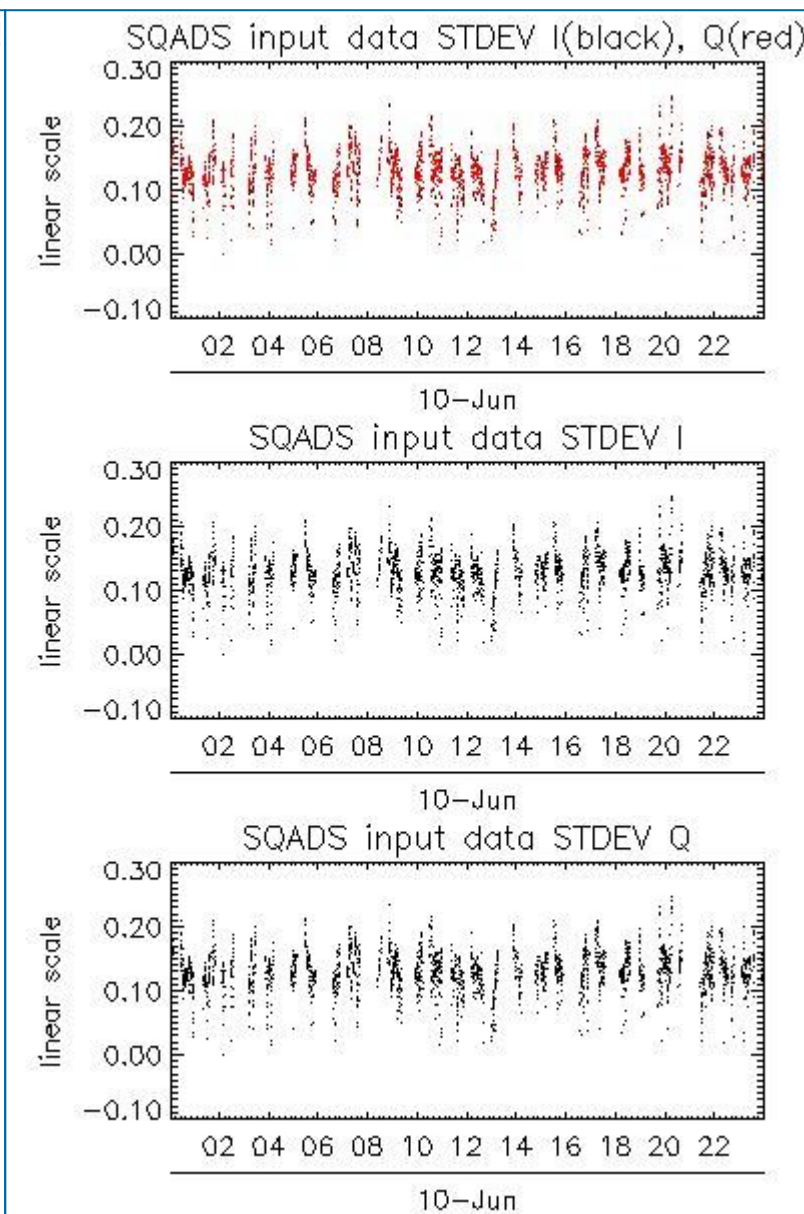 SQADS input data STDEV I(black), Q(red)
0.30
0.20
0.10
0.00
-0.10
linear scale
02 04 06 08 10 12 14 16 18 20 22
10-Jun
SQADS input data STDEV I
0.30
0.20
0.10
0.00
-0.10
linear scale
02 04 06 08 10 12 14 16 18 20 22
10-Jun
SQADS input data STDEV Q
0.30
0.20
0.10
0.00
-0.10
linear scale
02 04 06 08 10 12 14 16 18 20 22
10-Jun